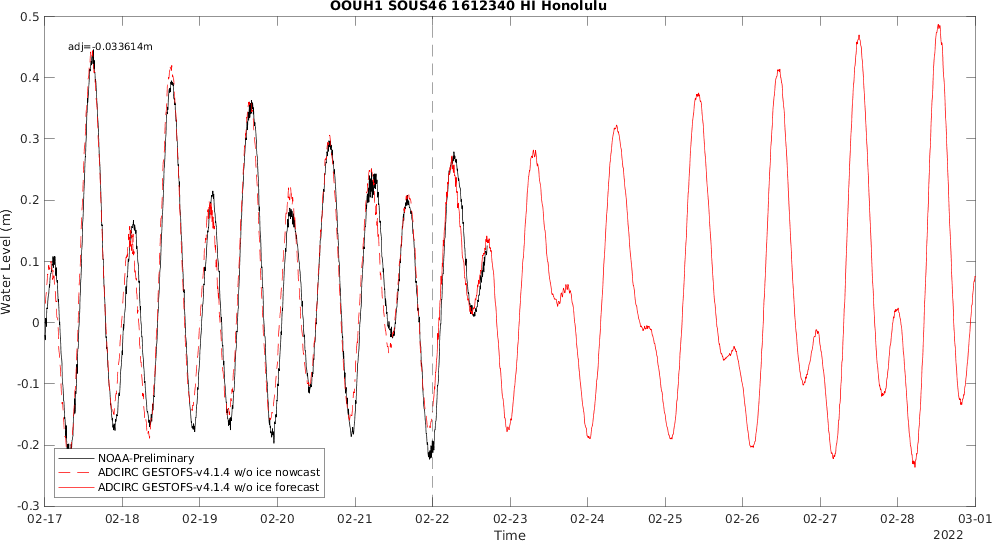 OOUH1 SOUS46 1612340 HI Honolulu
adj=-0.033614m
0.5
0.4
0.3
0.2
0.1
0
-0.1
-0.2
-0.3
Water Level (m)
NOAA-Preliminary
ADCIRC GESTOFS-v4.1.4 w/o ice nowcast
ADCIRC GESTOFS-v4.1.4 w/o ice forecast
02-17 02-18 02-19 02-20 02-21 02-22 02-23 02-24 02-25 02-26 02-27 02-28 03-01
Time
2022